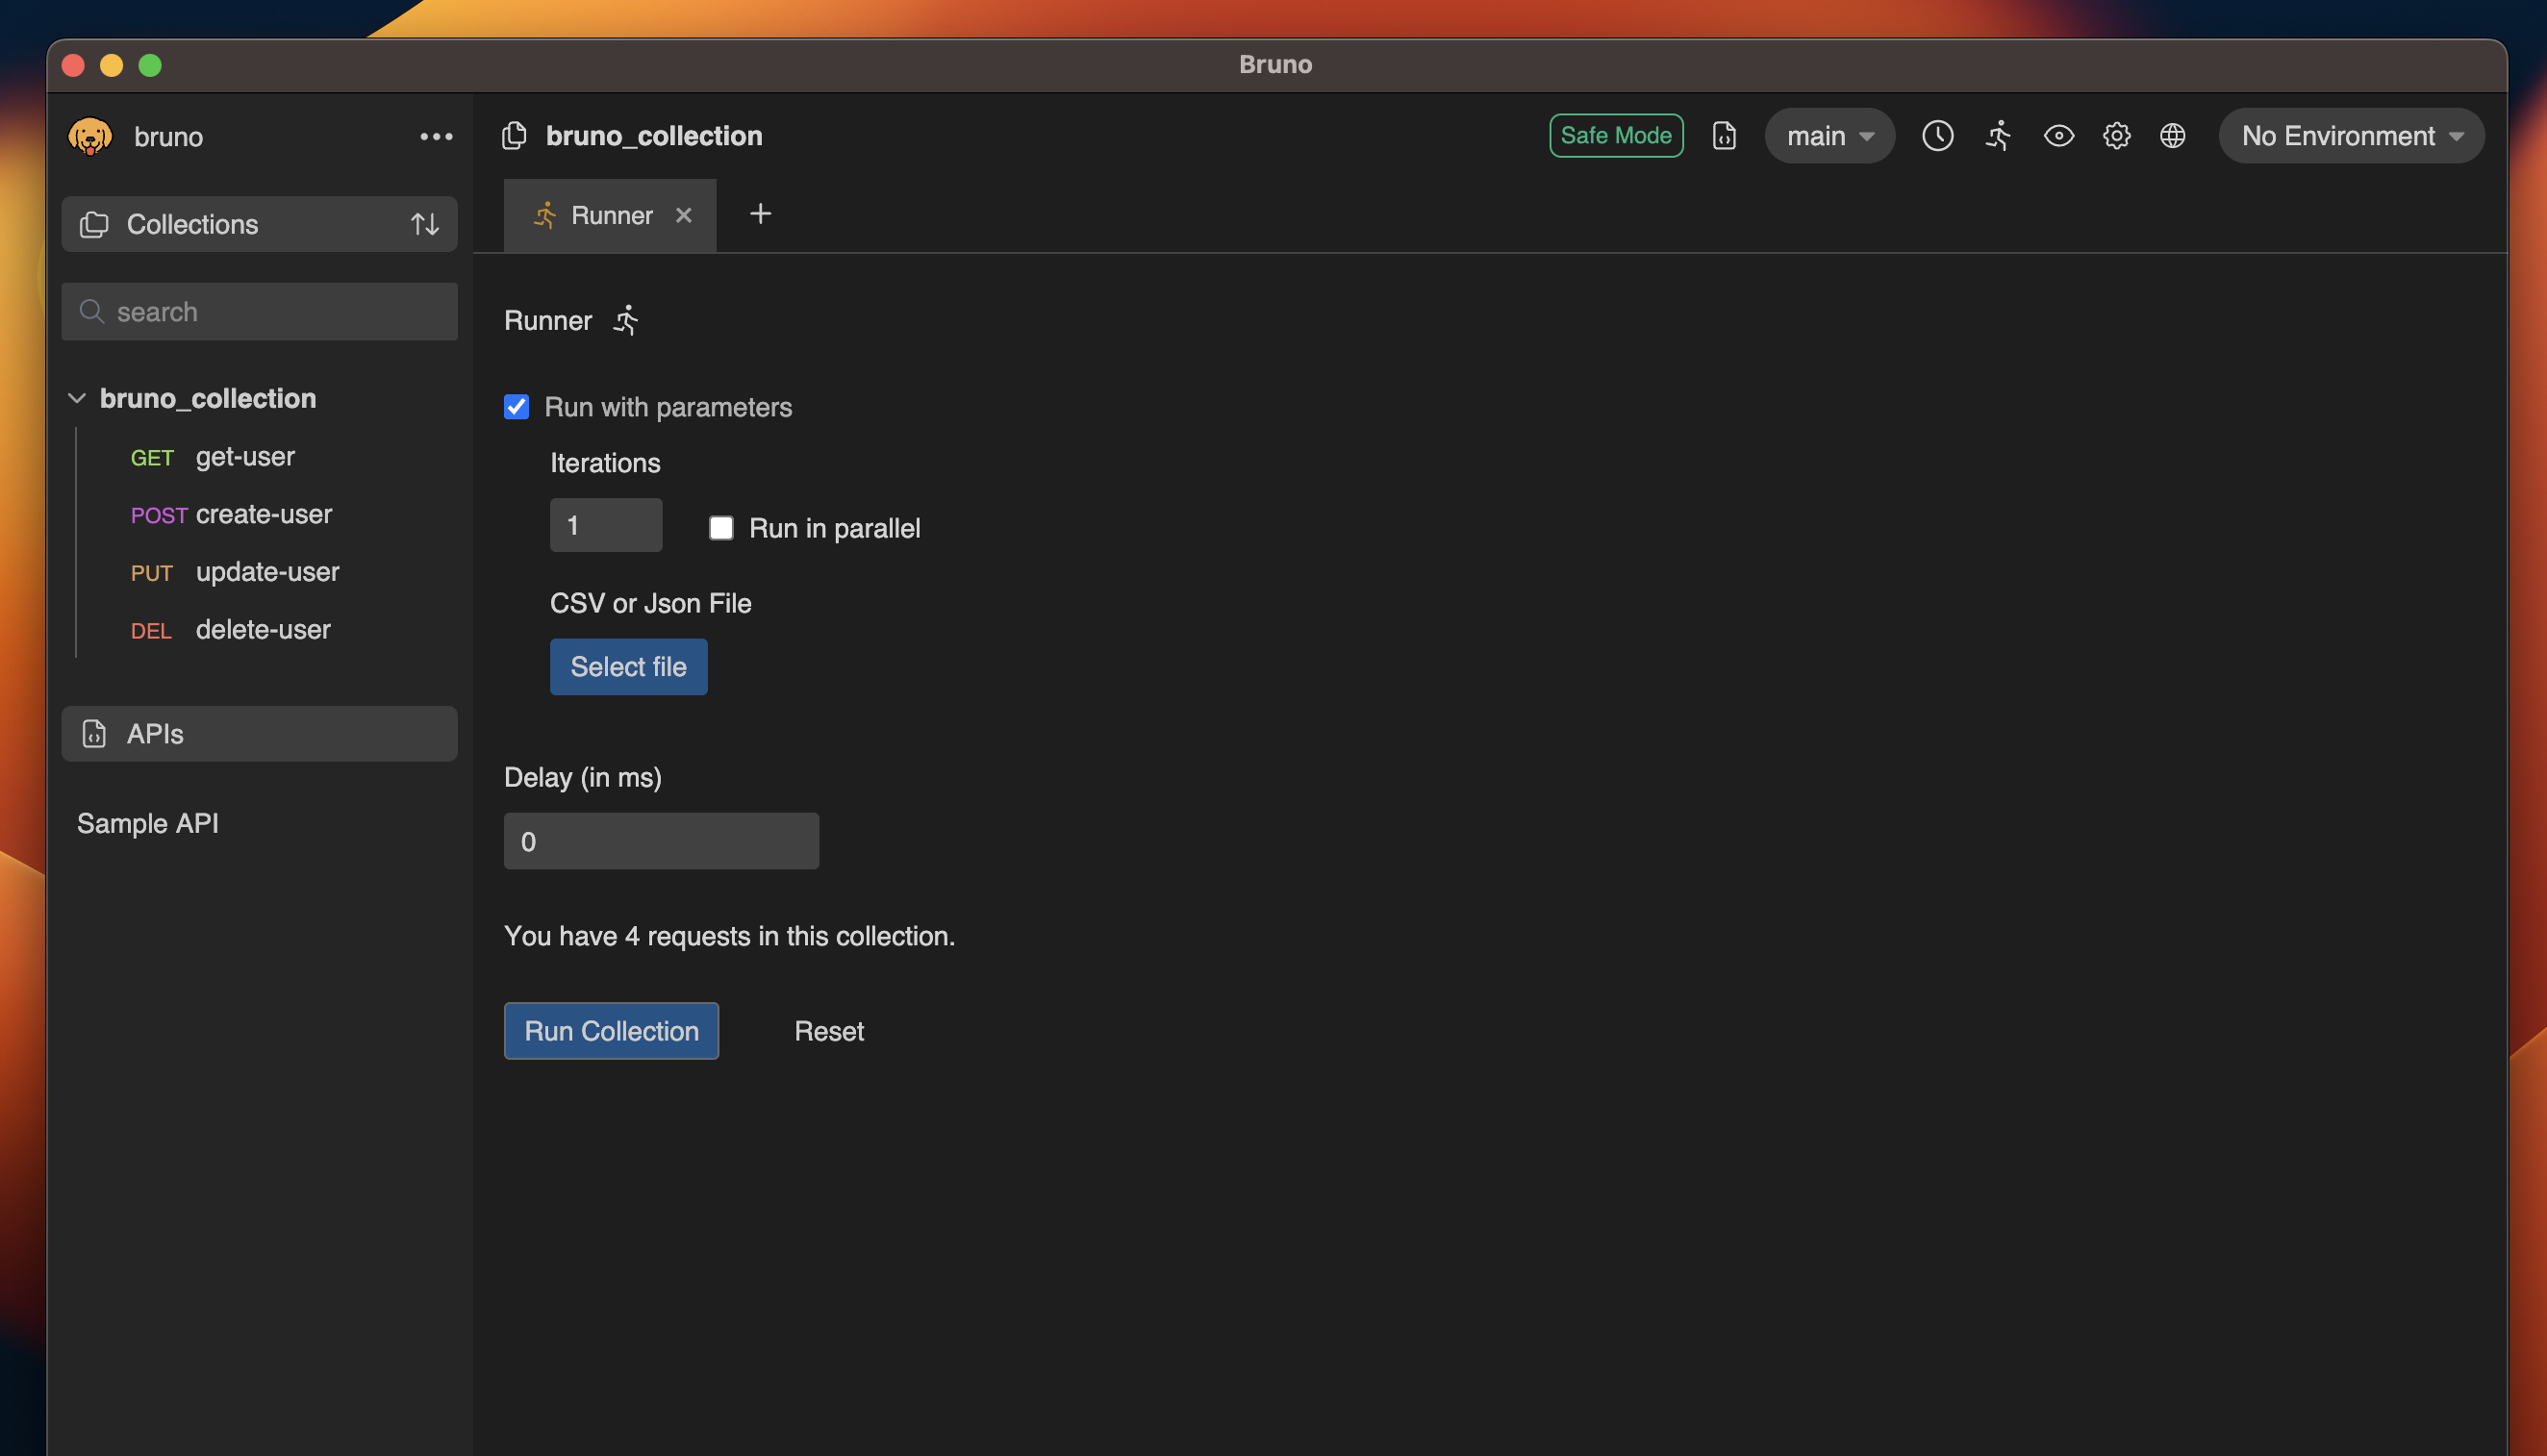 Bruno
bruno
bruno_collection
Safe Mode
main
No Environment
Collections
Runner
search
Runner
bruno_collection
Run with parameters
GET get-user
Iterations
POST create-user
1
Run in parallel
PUT update-user
CSV or Json File
DEL delete-user
Select file
APIs
Delay (in ms)
Sample API
0
You have 4 requests in this collection.
Run Collection
Reset